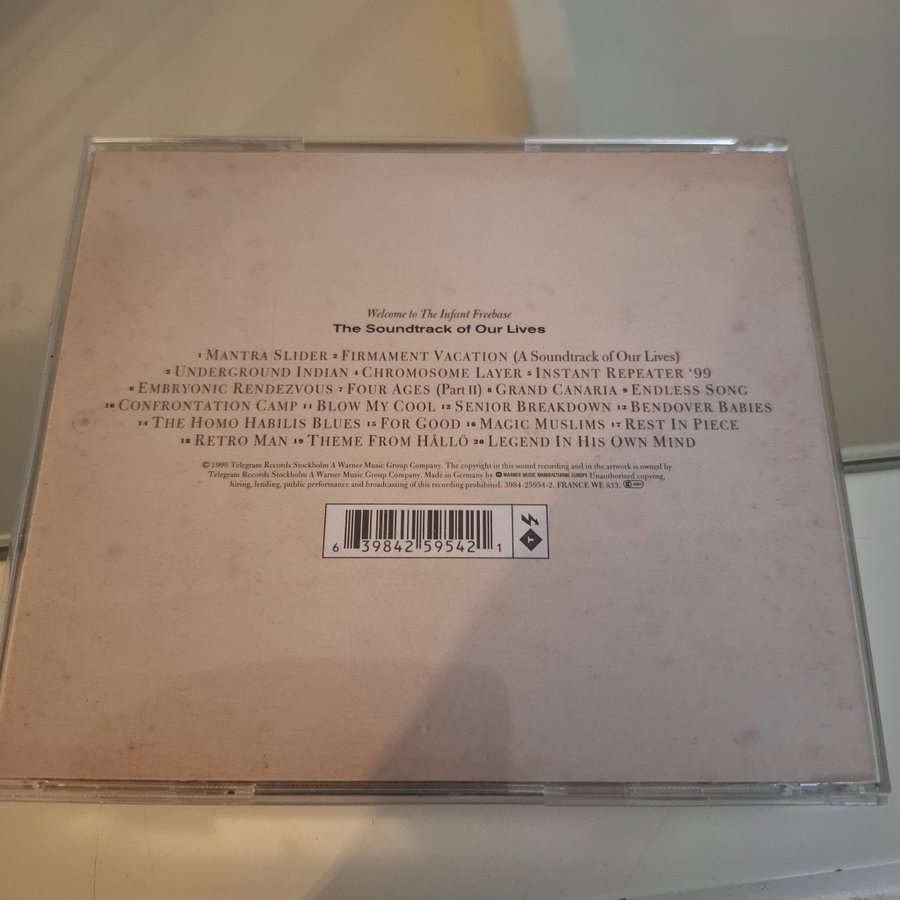 Welcome to The Infant Freebase
The Soundtrack of Our Lives
1 MANTRA SLIDER 2 FIRMAMENT VACATION (A Soundtrack of Our Lives)
3 UNDERGROUND INDIAN 4 CHROMOSOME LAYER 5 INSTANT REPEATER ‘99
6 EMBRYONIC RENDEZVOUS 7 FOUR AGES (Part II) 8 GRAND CANARIA 9 ENDLESS SONG
10 CONFRONTATION CAMP 11 BLOW MY COOL 12 SENIOR BREAKDOWN 13 BENDOVER BABIES
14 THE HOMO HABILIS BLUES 15 FOR GOOD 16 MAGIC MUSLIMS 17 REST IN PIECE
18 RETRO MAN 19 THEME FROM HÅLLÖ 20 LEGEND IN HIS OWN MIND
© 1999 Telegram Records Stockholm A Warner Music Group Company. The copyright in this sound recording and its artwork is owned by
Telegram Records Stockholm A Warner Music Group Company. Made in Germany by WARNER MUSIC MANUFACTURING EUROPE Unauthorized copying,
hiring, lending, public performance and broadcasting of this recording prohibited. 3984-25954-2. FRANCE WE 833.
6 39842 59542 1
T